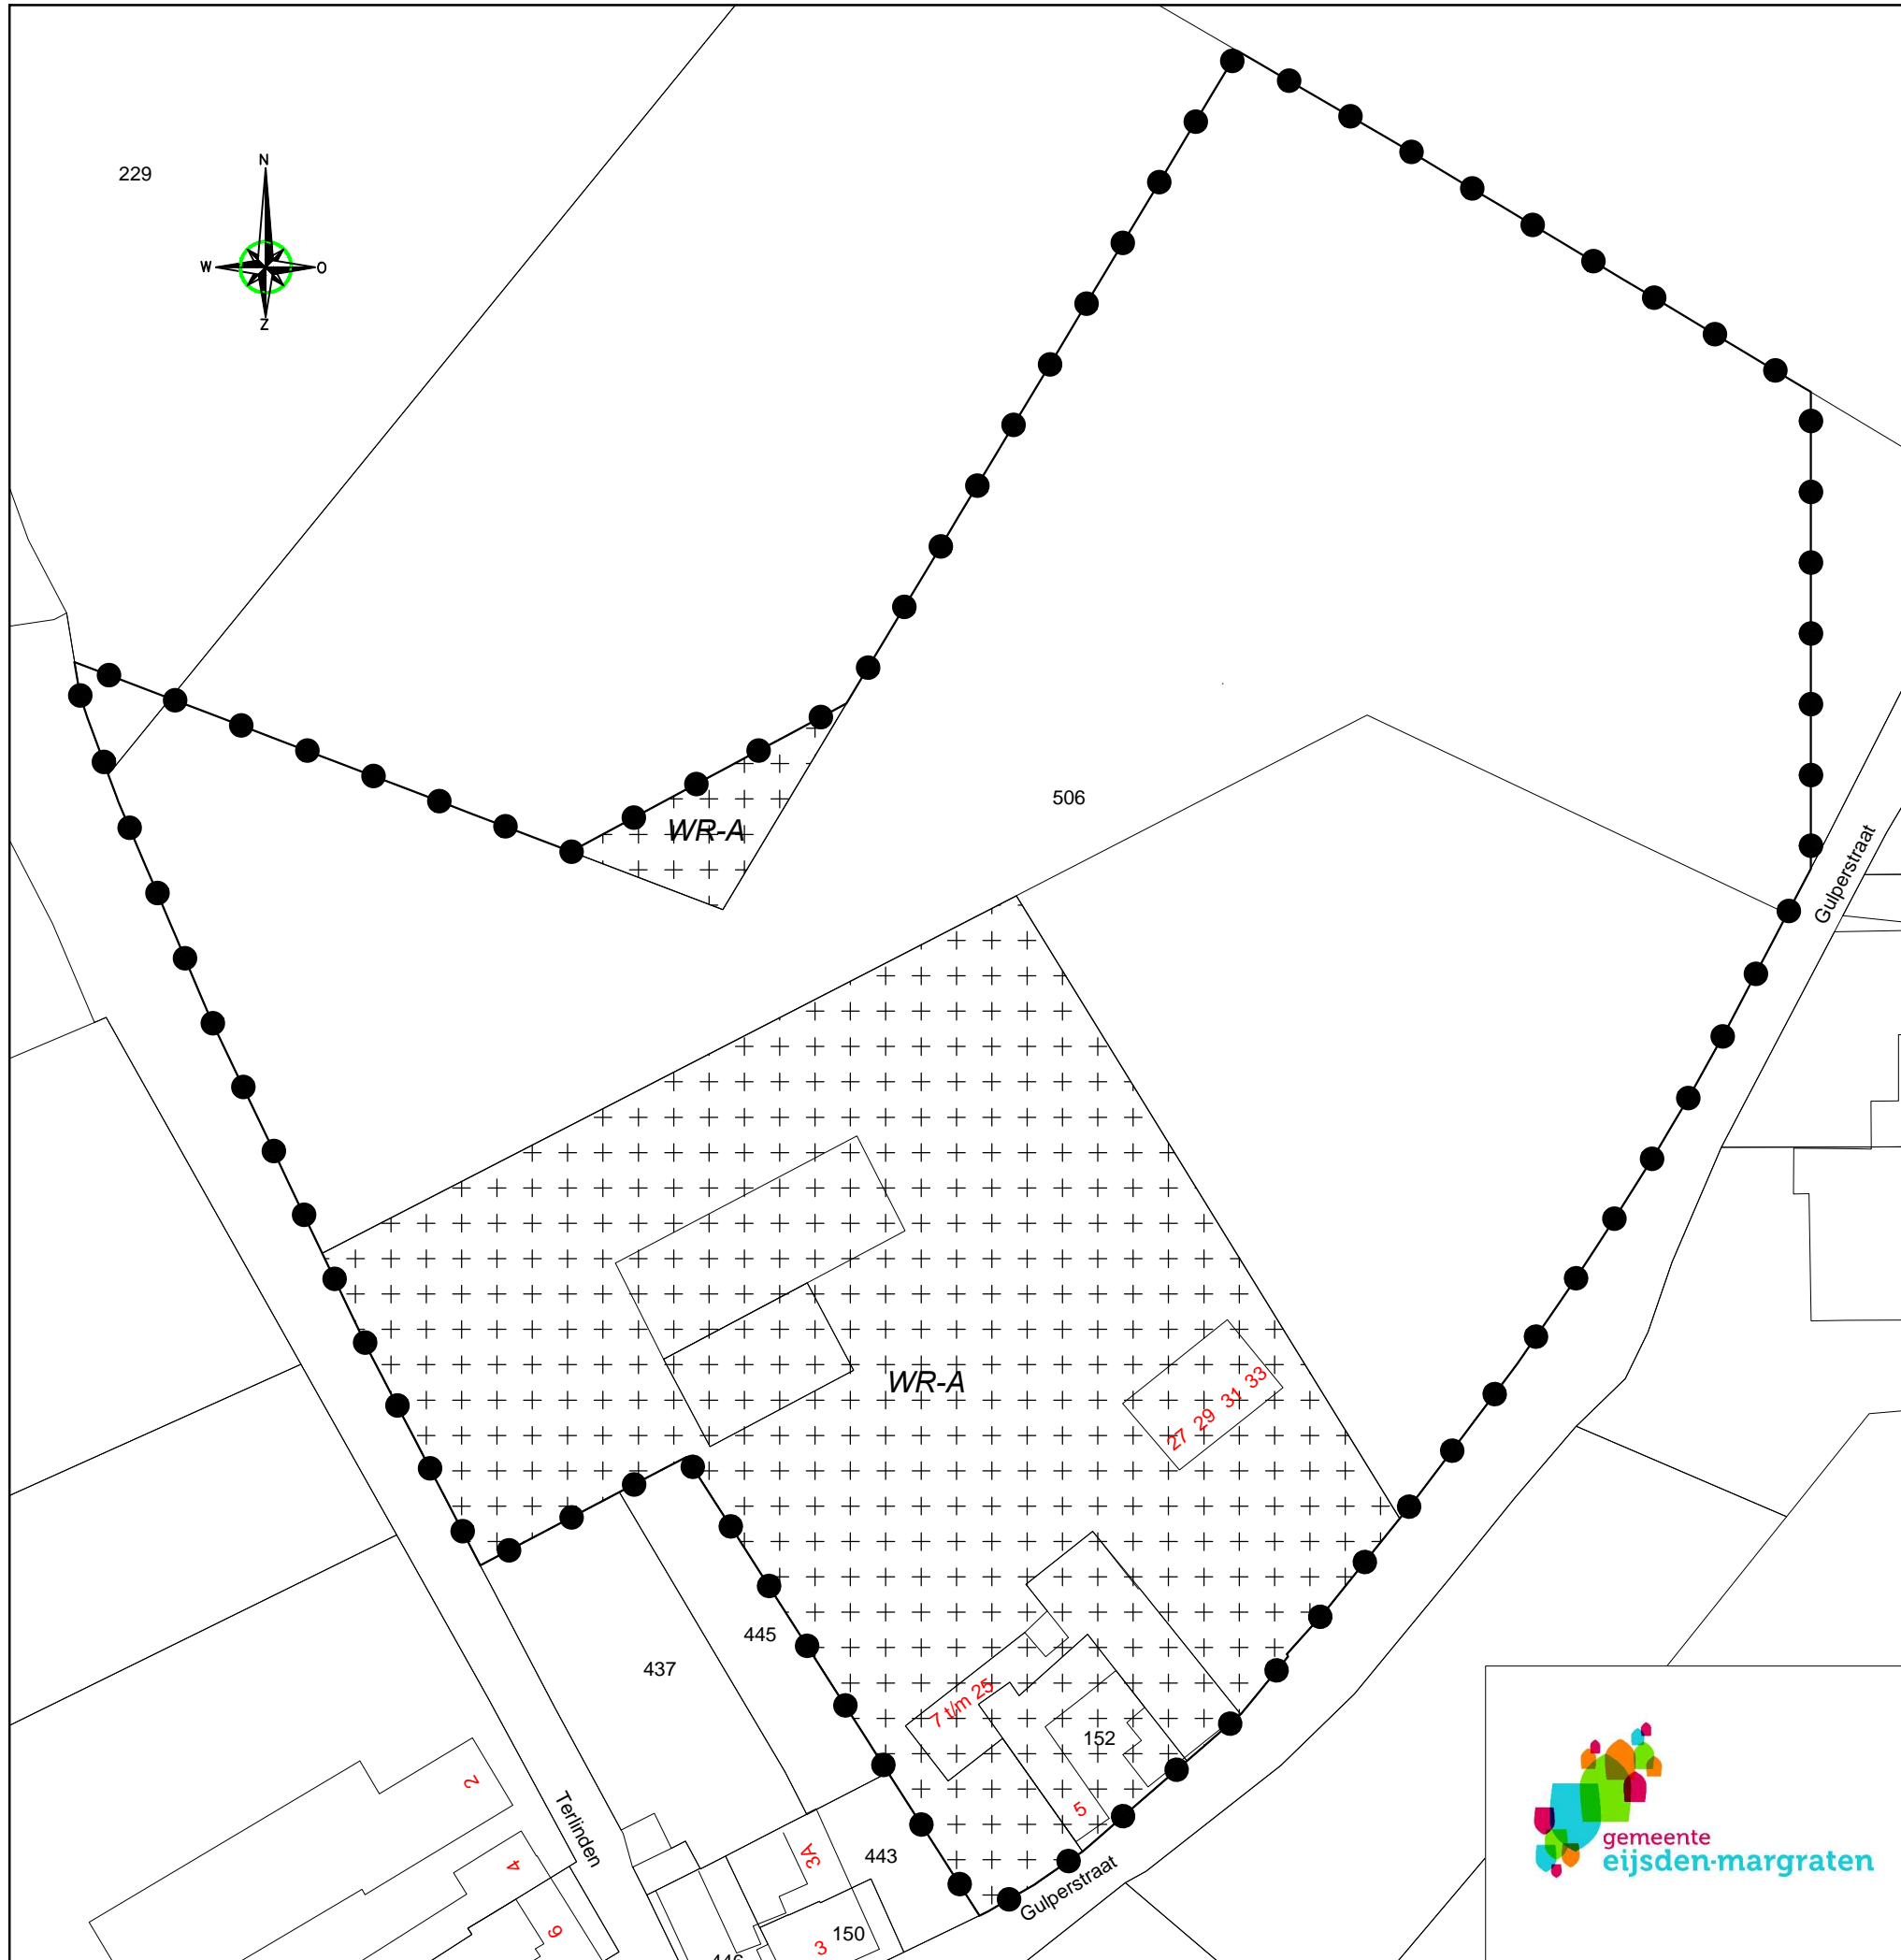 N
229
W
O
Z
506
WR-A
Gulperstraat
WR-A
27 29 31 33
445
437
7 t/m 25
152
2
Terlinden
5
gemeente
eijsden-margraten
3A
443
4
Gulperstraat
6
150
3
446